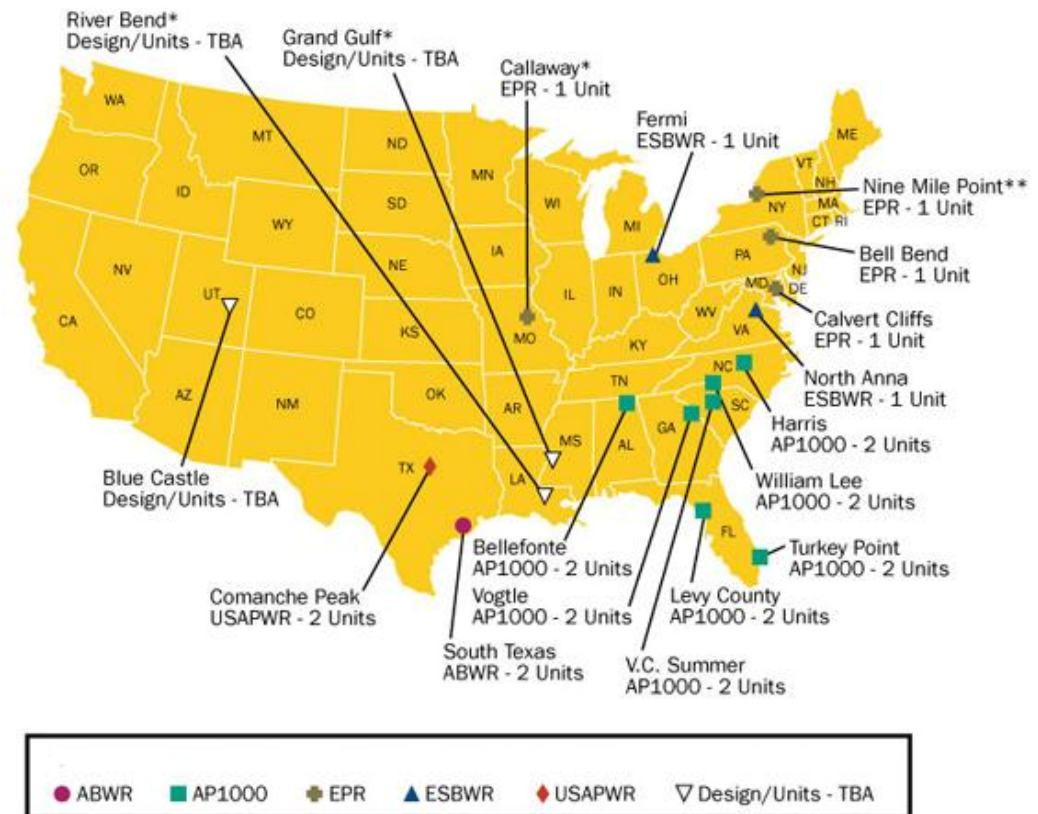 River Bend*
Design/Units - TBA
Grand Gulf*
Design/Units - TBA
Callaway*
EPR - 1 Unit
Fermi
ESBWR - 1 Unit
Nine Mile Point**
EPR - 1 Unit
Bell Bend
EPR - 1 Unit
Calvert Cliffs
EPR - 1 Unit
North Anna
ESBWR - 1 Unit
Harris
AP1000 - 2 Units
William Lee
AP1000 - 2 Units
Turkey Point
AP1000 - 2 Units
Levy County
AP1000 - 2 Units
V.C. Summer
AP1000 - 2 Units
Bellefonte
AP1000 - 2 Units
Vogtle
AP1000 - 2 Units
South Texas
ABWR - 2 Units
Comanche Peak
USAPWR - 2 Units
Blue Castle
Design/Units - TBA
WA
MT
ND
MN
ME
VT
NH
OR
ID
SD
WI
MI
NY
MA
CT RI
WY
IA
PA
NJ
NV
NE
OH
MD
DE
UT
CO
IL
IN
WV
CA
KS
MO
KY
VA
AZ
NM
OK
AR
TN
NC
SC
TX
LA
MS
AL
GA
FL
ABWR
AP1000
EPR
ESBWR
USAPWR
Design/Units - TBA